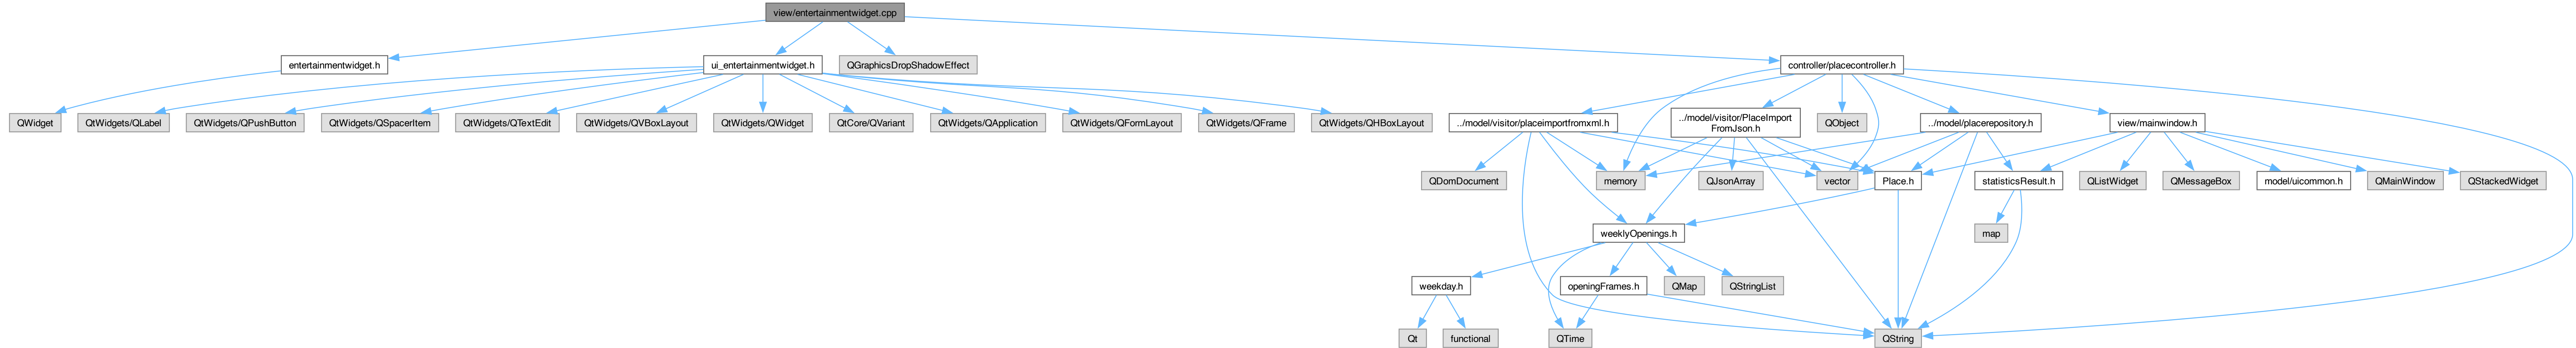 view/entertainmentwidget.cpp
entertainmentwidget.h
ui_entertainmentwidget.h
QGraphicsDropShadowEffect
controller/placecontroller.h
QWidget
QtWidgets/QLabel
QtWidgets/QPushButton
QtWidgets/QSpacerItem
QtWidgets/QTextEdit
QtWidgets/QVBoxLayout
QtWidgets/QWidget
QtCore/QVariant
QtWidgets/QApplication
QtWidgets/QFormLayout
QtWidgets/QFrame
QtWidgets/QHBoxLayout
../model/visitor/placeimportfromxml.h
../model/visitor/PlaceImport
FromJson.h
QObject
../model/placerepository.h
view/mainwindow.h
QDomDocument
memory
QJsonArray
vector
Place.h
statisticsResult.h
QListWidget
QMessageBox
model/uicommon.h
QMainWindow
QStackedWidget
weeklyOpenings.h
map
weekday.h
openingFrames.h
QMap
QStringList
Qt
functional
QTime
QString